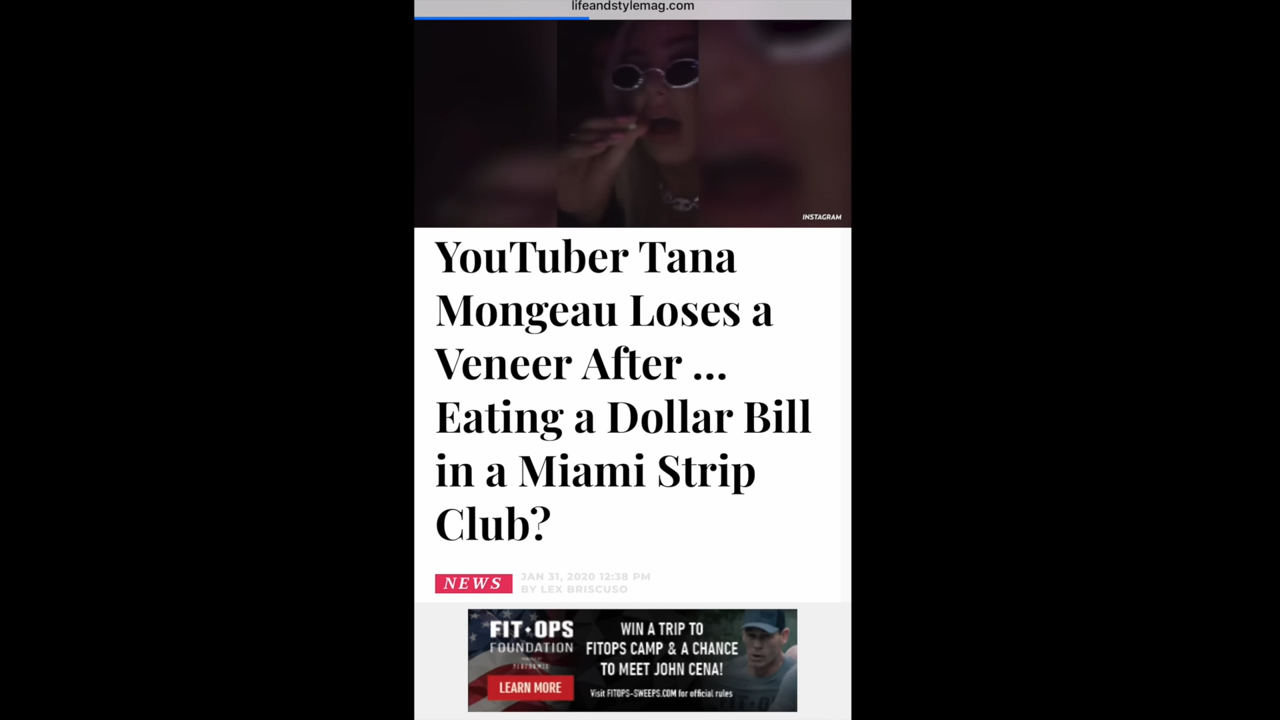 lifeandstylemag.com
INSTAGRAM
YouTuber Tana
Mongeau Loses a
Veneer After ...
Eating a Dollar Bill
in a Miami Strip
Club?
NEWS
JAN 31, 2020 12:38 PM
BY LEX BRISCUSO
FIT OPS
FOUNDATION
LEARN MORE
WIN A TRIP TO
FITOPS CAMP & A CHANCE
TO MEET JOHN CENA!
Visit FITOPS-SWEEPS.COM for official rules